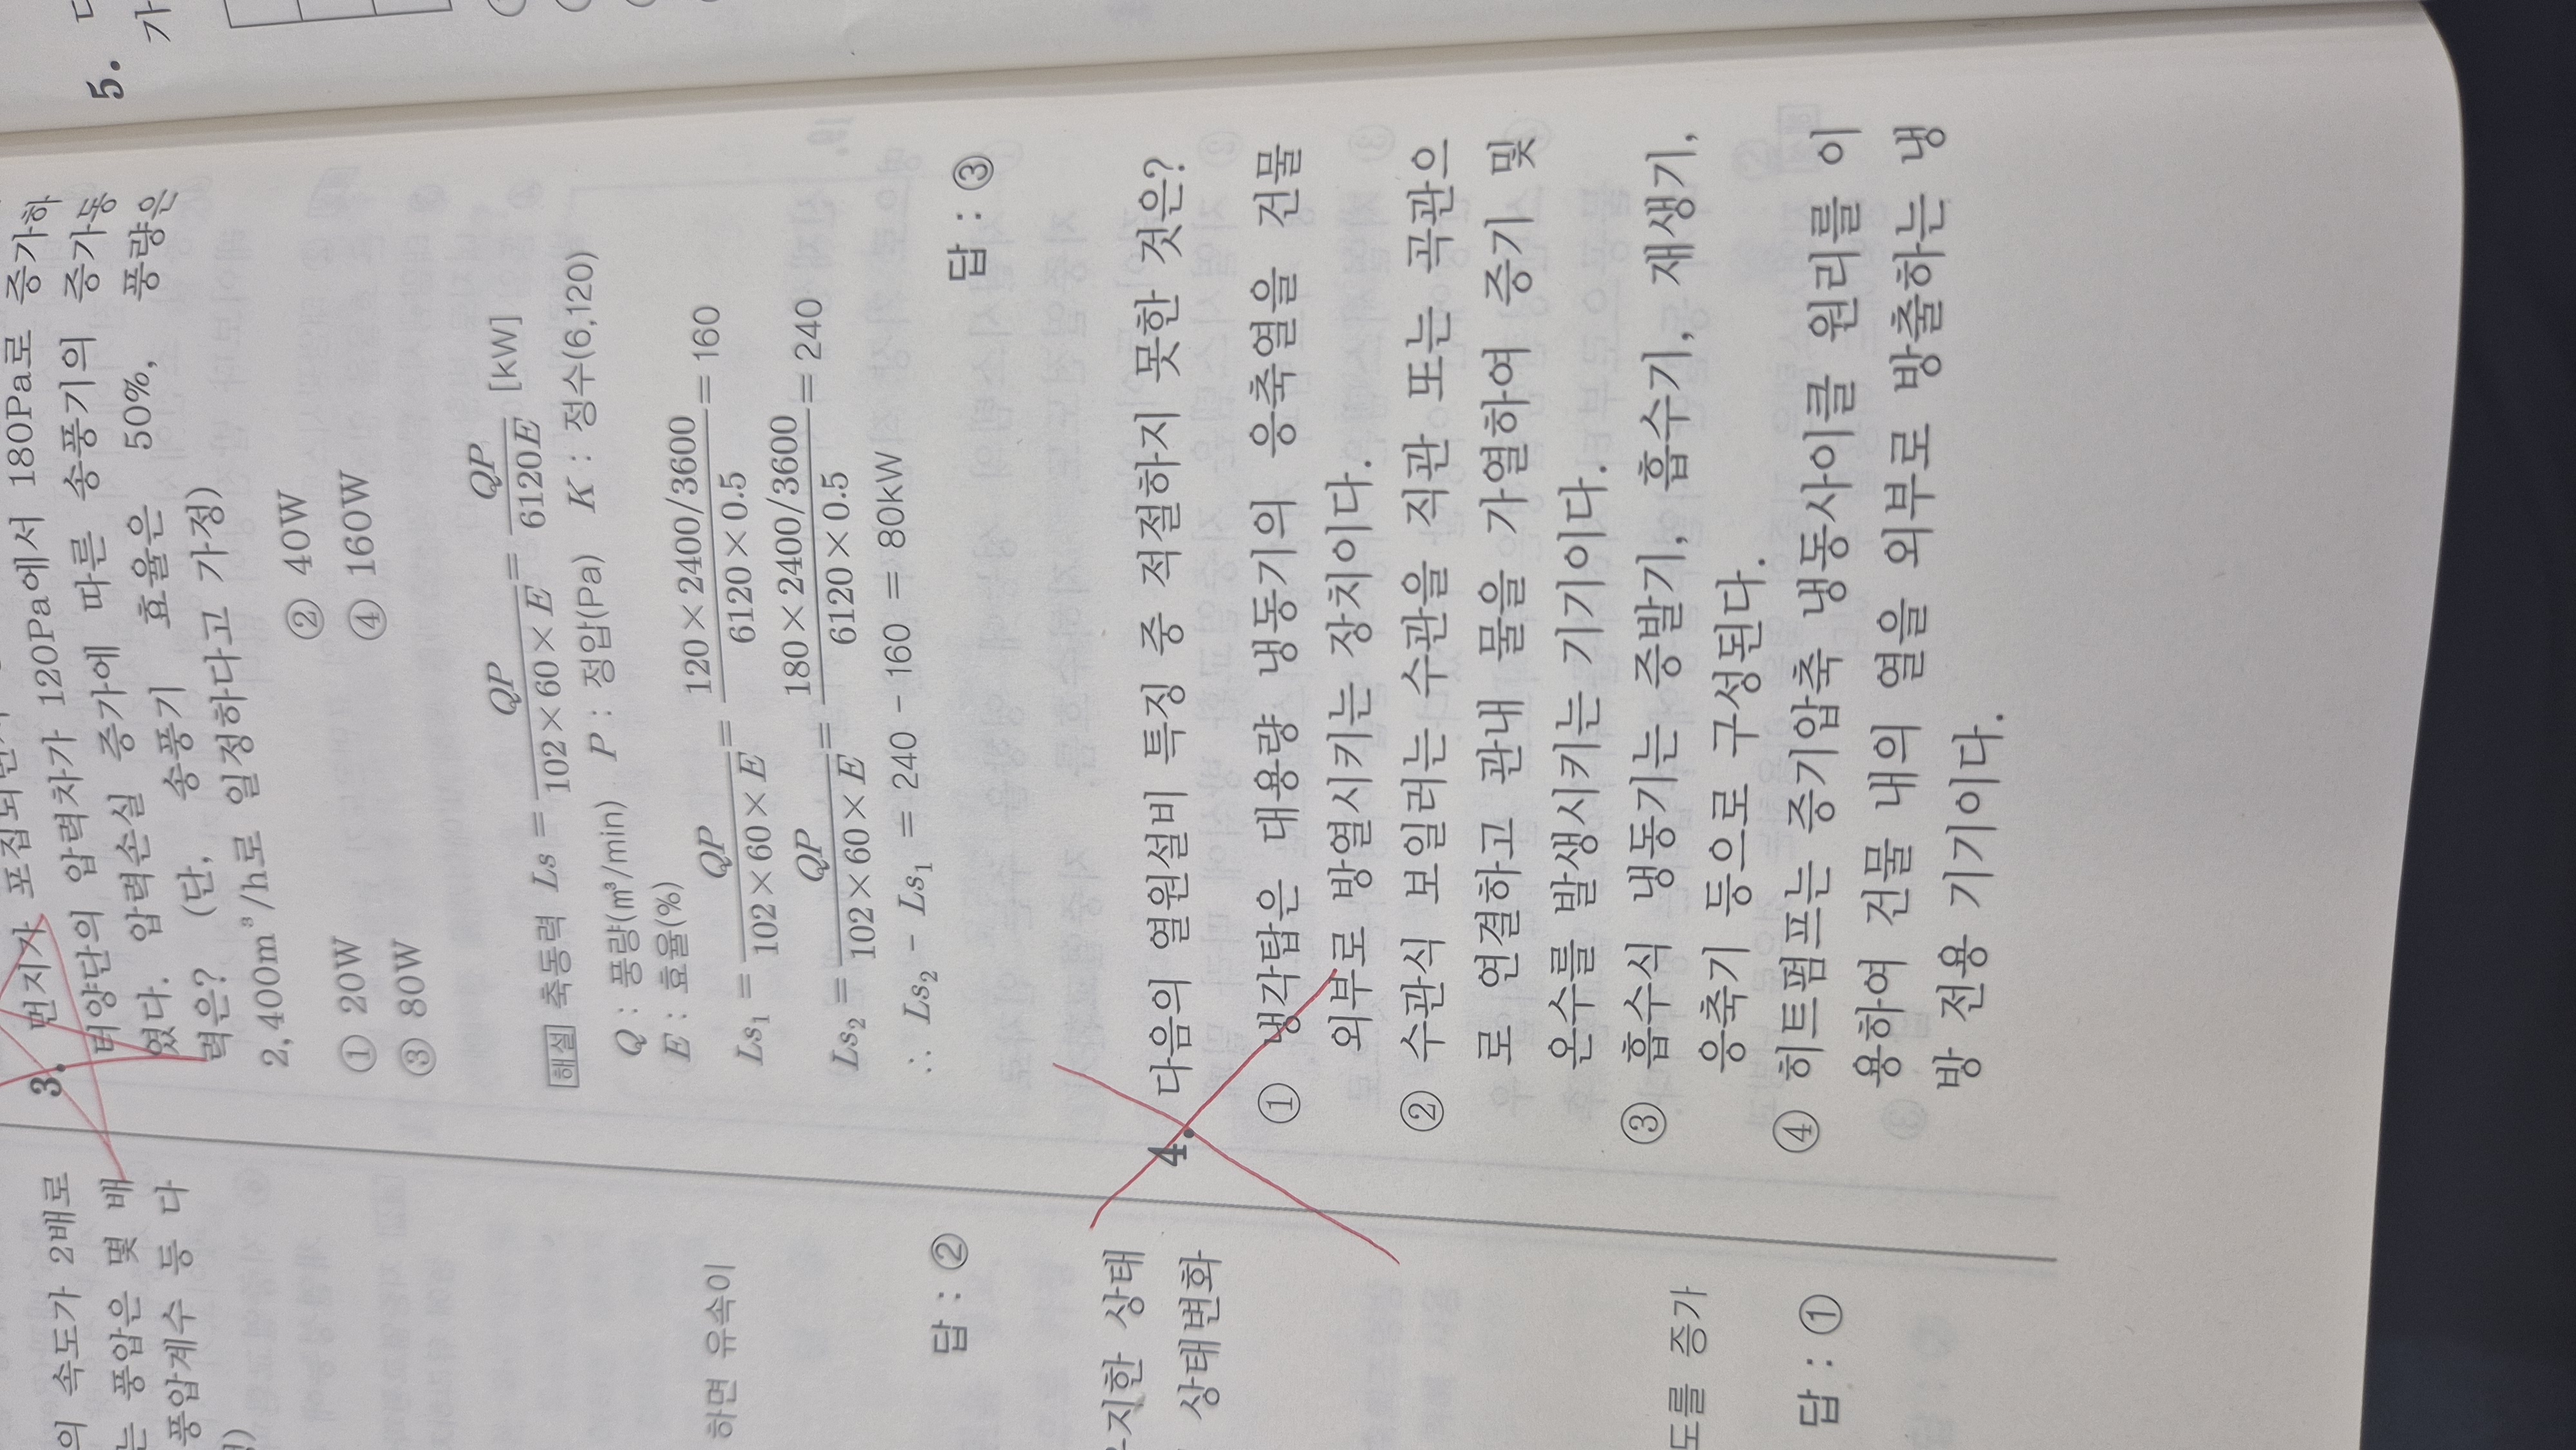 의 속도가 2배로
는 풍압은 몇 배
풍압계수 등 다
하면 유속이
답 : ②
지한 상태
상태변화
도를 증가
답 : ①
3. 먼지가 포집되
120Pa에서 180Pa로 증가하
터양단의 압력차가
였다. 압력손실 증가에 따른 송풍기의 증가동
력은? (단, 송풍기 효율은 50%, 풍량은
2,400m³/h로 일정하다고 가정)
① 20W ② 40W
③ 80W ④ 160W
해설 축동력 Ls = QP / 102×60×E = QP / 6120E [kW]
Q : 풍량(㎥/min) P : 정압(Pa) K : 정수(6,120)
E : 효율(%)
Ls₁ = QP / 102×60×E = 120×2400/3600 / 6120×0.5 = 160
Ls₂ = QP / 102×60×E = 180×2400/3600 / 6120×0.5 = 240
∴ Ls₂ - Ls₁ = 240 - 160 = 80kW
답 : ③
4. 다음의 열원설비 특징 중 적절하지 못한 것은?
① 냉각탑은 대용량 냉동기의 응축열을 건물
외부로 방열시키는 장치이다.
② 수관식 보일러는 수관을 직관 또는 곡관으
로 연결하고 관내 물을 가열하여 증기 및
온수를 발생시키는 기기이다.
③ 흡수식 냉동기는 증발기, 흡수기, 재생기,
응축기 등으로 구성된다.
④ 히트펌프는 증기압축 냉동사이클 원리를 이
용하여 건물 내의 열을 외부로 방출하는 냉
방 전용 기기이다.
5.
가